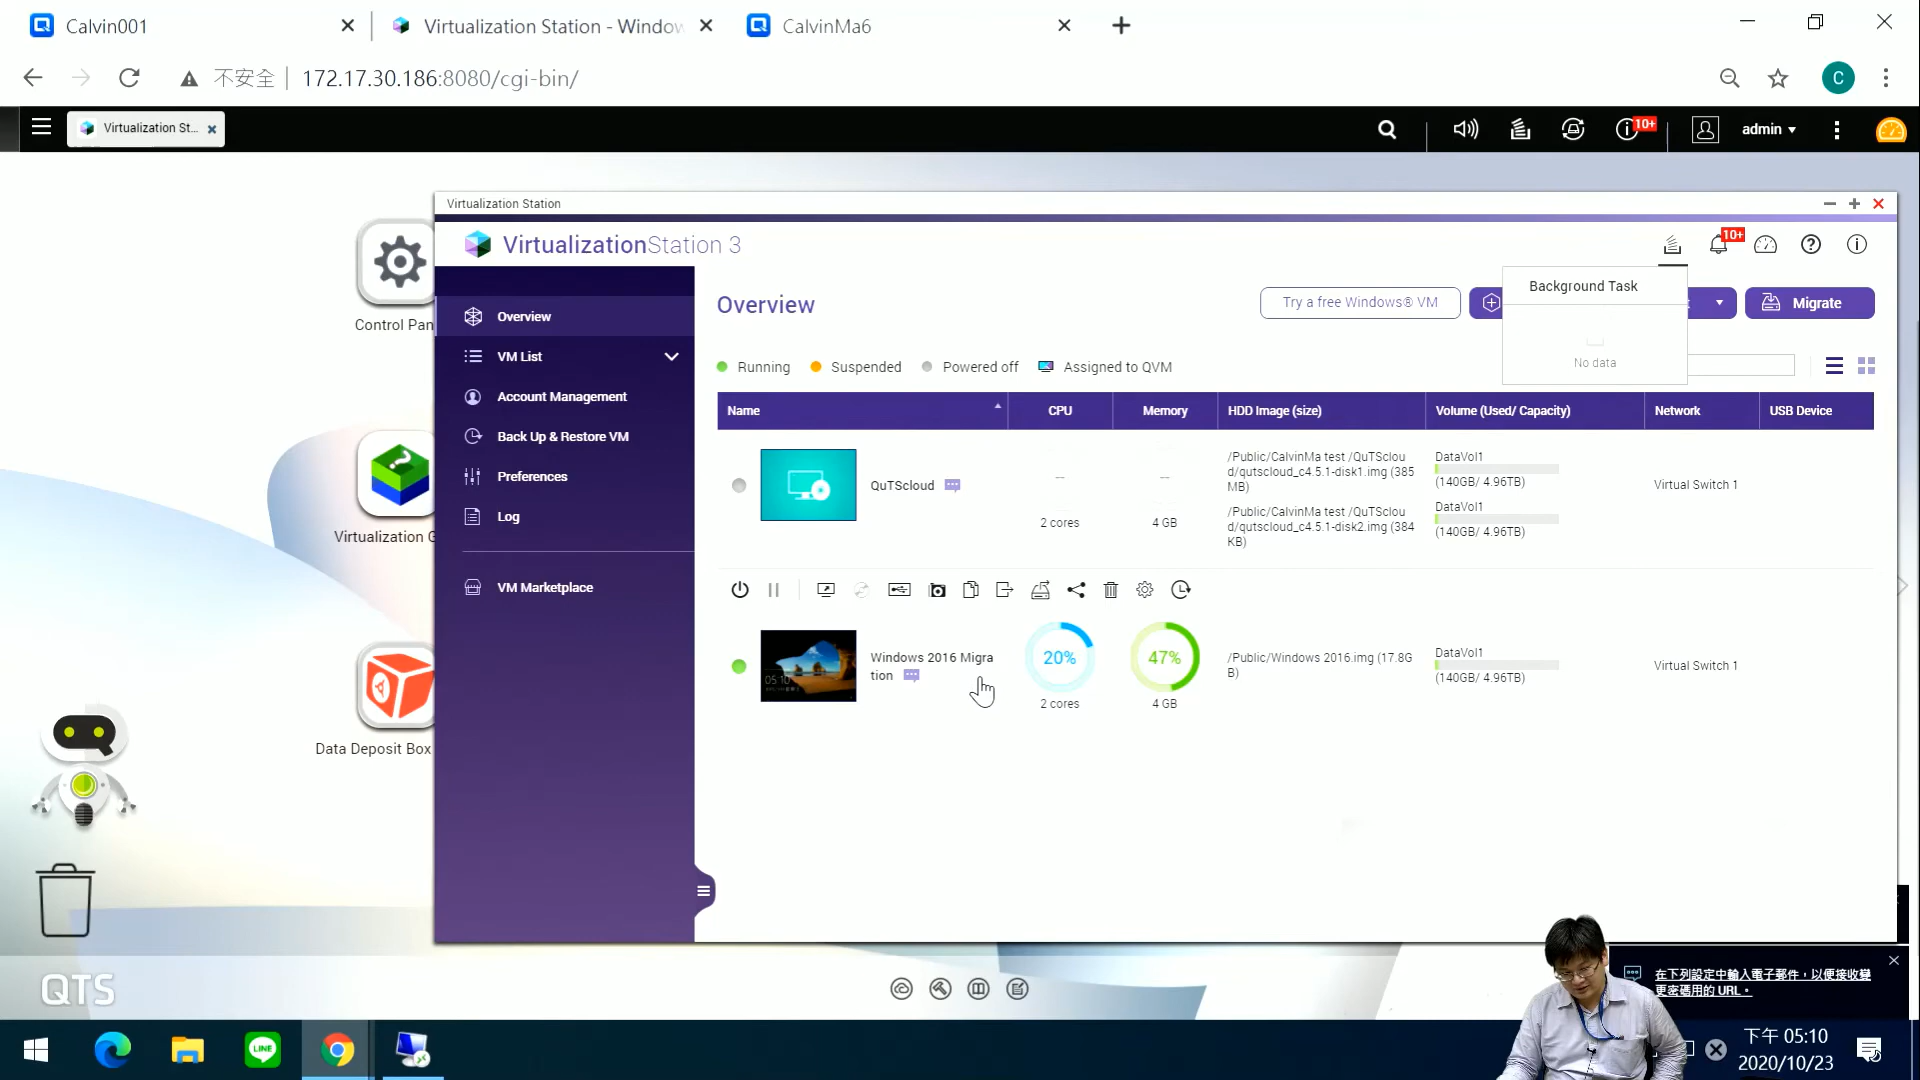 Calvin001
Virtualization Station - Window
CalvinMa6
不安全
172.17.30.186:8080/cgi-bin/
C
Virtualization St...
10+
admin
Virtualization Station
VirtualizationStation 3
10+
Control Pan
Virtualization G
Data Deposit Box
QTS
Overview
VM List
Account Management
Back Up & Restore VM
Preferences
Log
VM Marketplace
Overview
Try a free Windows® VM
Background Task
No data
Migrate
Running
Suspended
Powered off
Assigned to QVM
Name
CPU
Memory
HDD Image (size)
Volume (Used/ Capacity)
Network
USB Device
QuTScloud
--
2 cores
--
4 GB
/Public/CalvinMa test /QuTSclou
d/qutscloud_c4.5.1-disk1.img (385
MB)
/Public/CalvinMa test /QuTSclou
d/qutscloud_c4.5.1-disk2.img (384
KB)
DataVol1
(140GB/ 4.96TB)
DataVol1
(140GB/ 4.96TB)
Virtual Switch 1
05:10
Windows 2016 Migra
tion
20%
2 cores
47%
4 GB
/Public/Windows 2016.img (17.8G
B)
DataVol1
(140GB/ 4.96TB)
Virtual Switch 1
在下列設定中輸入電子郵件，以便接收變
更密碼用的 URL。
LINE
下午 05:10
2020/10/23